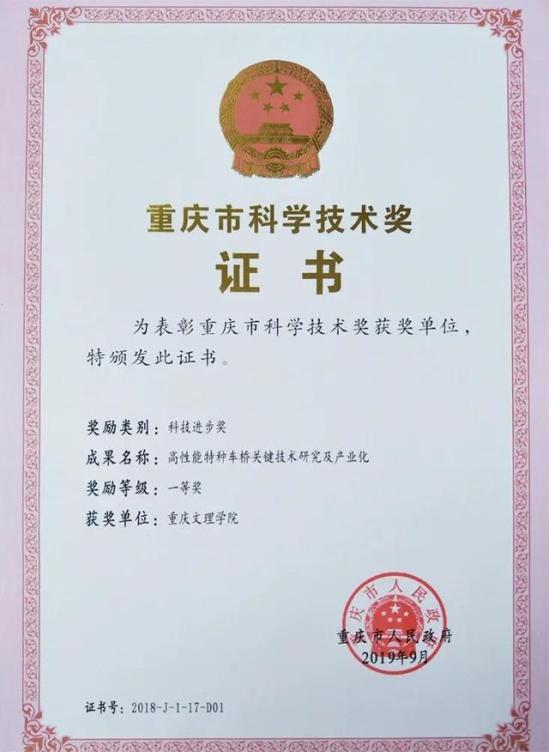 重庆市科学技术奖
证书
为表彰重庆市科学技术奖获奖单位，
特颁发此证书。
奖励类别：科技进步奖
成果名称：高性能特种车桥关键技术研究及产业化
奖励等级：一等奖
获奖单位：重庆文理学院
重庆市人民政府
重庆市人民政府
2019年9月
证书号：2018-J-1-17-D01